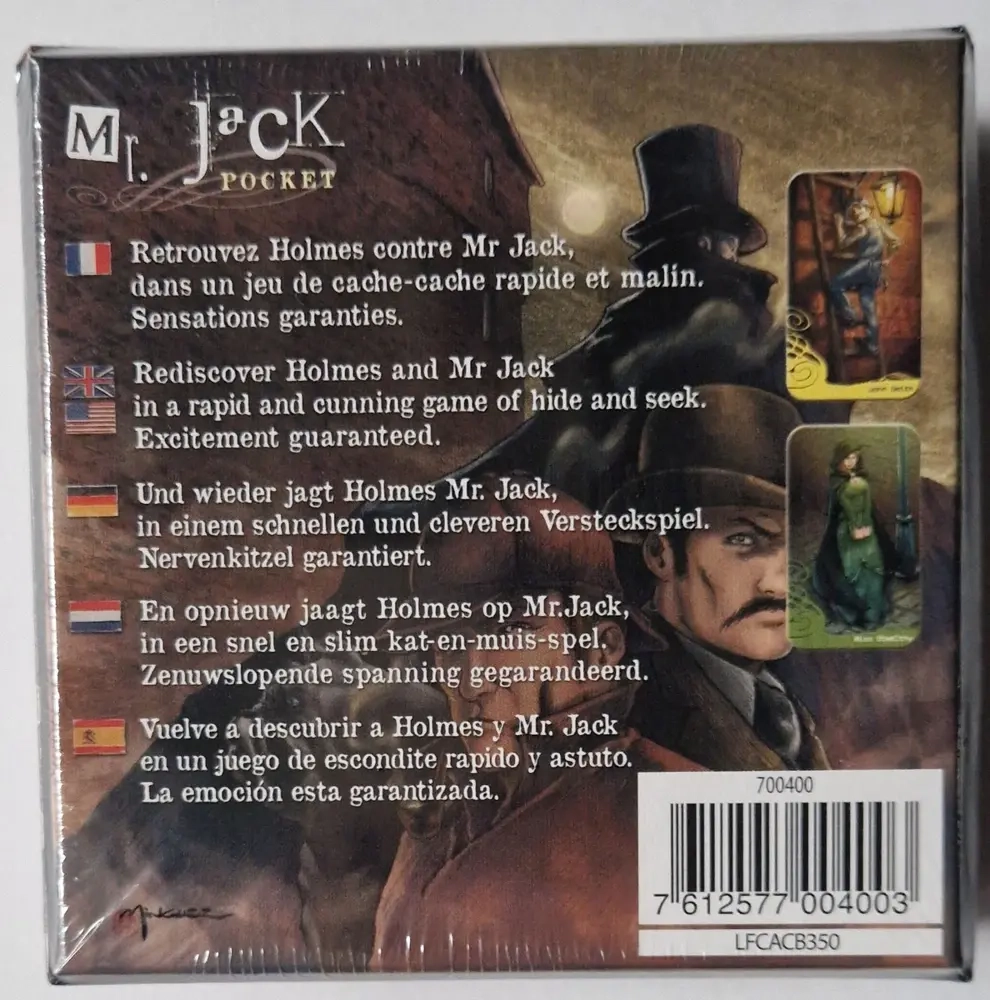 Mr. Jack
POCKET
Retrouvez Holmes contre Mr Jack,
dans un jeu de cache-cache rapide et malin.
Sensations garanties.
Rediscover Holmes and Mr Jack
in a rapid and cunning game of hide and seek.
Excitement guaranteed.
Und wieder jagt Holmes Mr. Jack,
in einem schnellen und cleveren Versteckspiel.
Nervenkitzel garantiert.
En opnieuw jaagt Holmes op Mr.Jack,
in een snel en slim kat-en-muis-spel.
Zenuwslopende spanning gegarandeerd.
Vuelve a descubrir a Holmes y Mr. Jack
en un juego de escondite rapido y astuto.
La emoción esta garantizada.
700400
7 612577 004003
LFCACB350